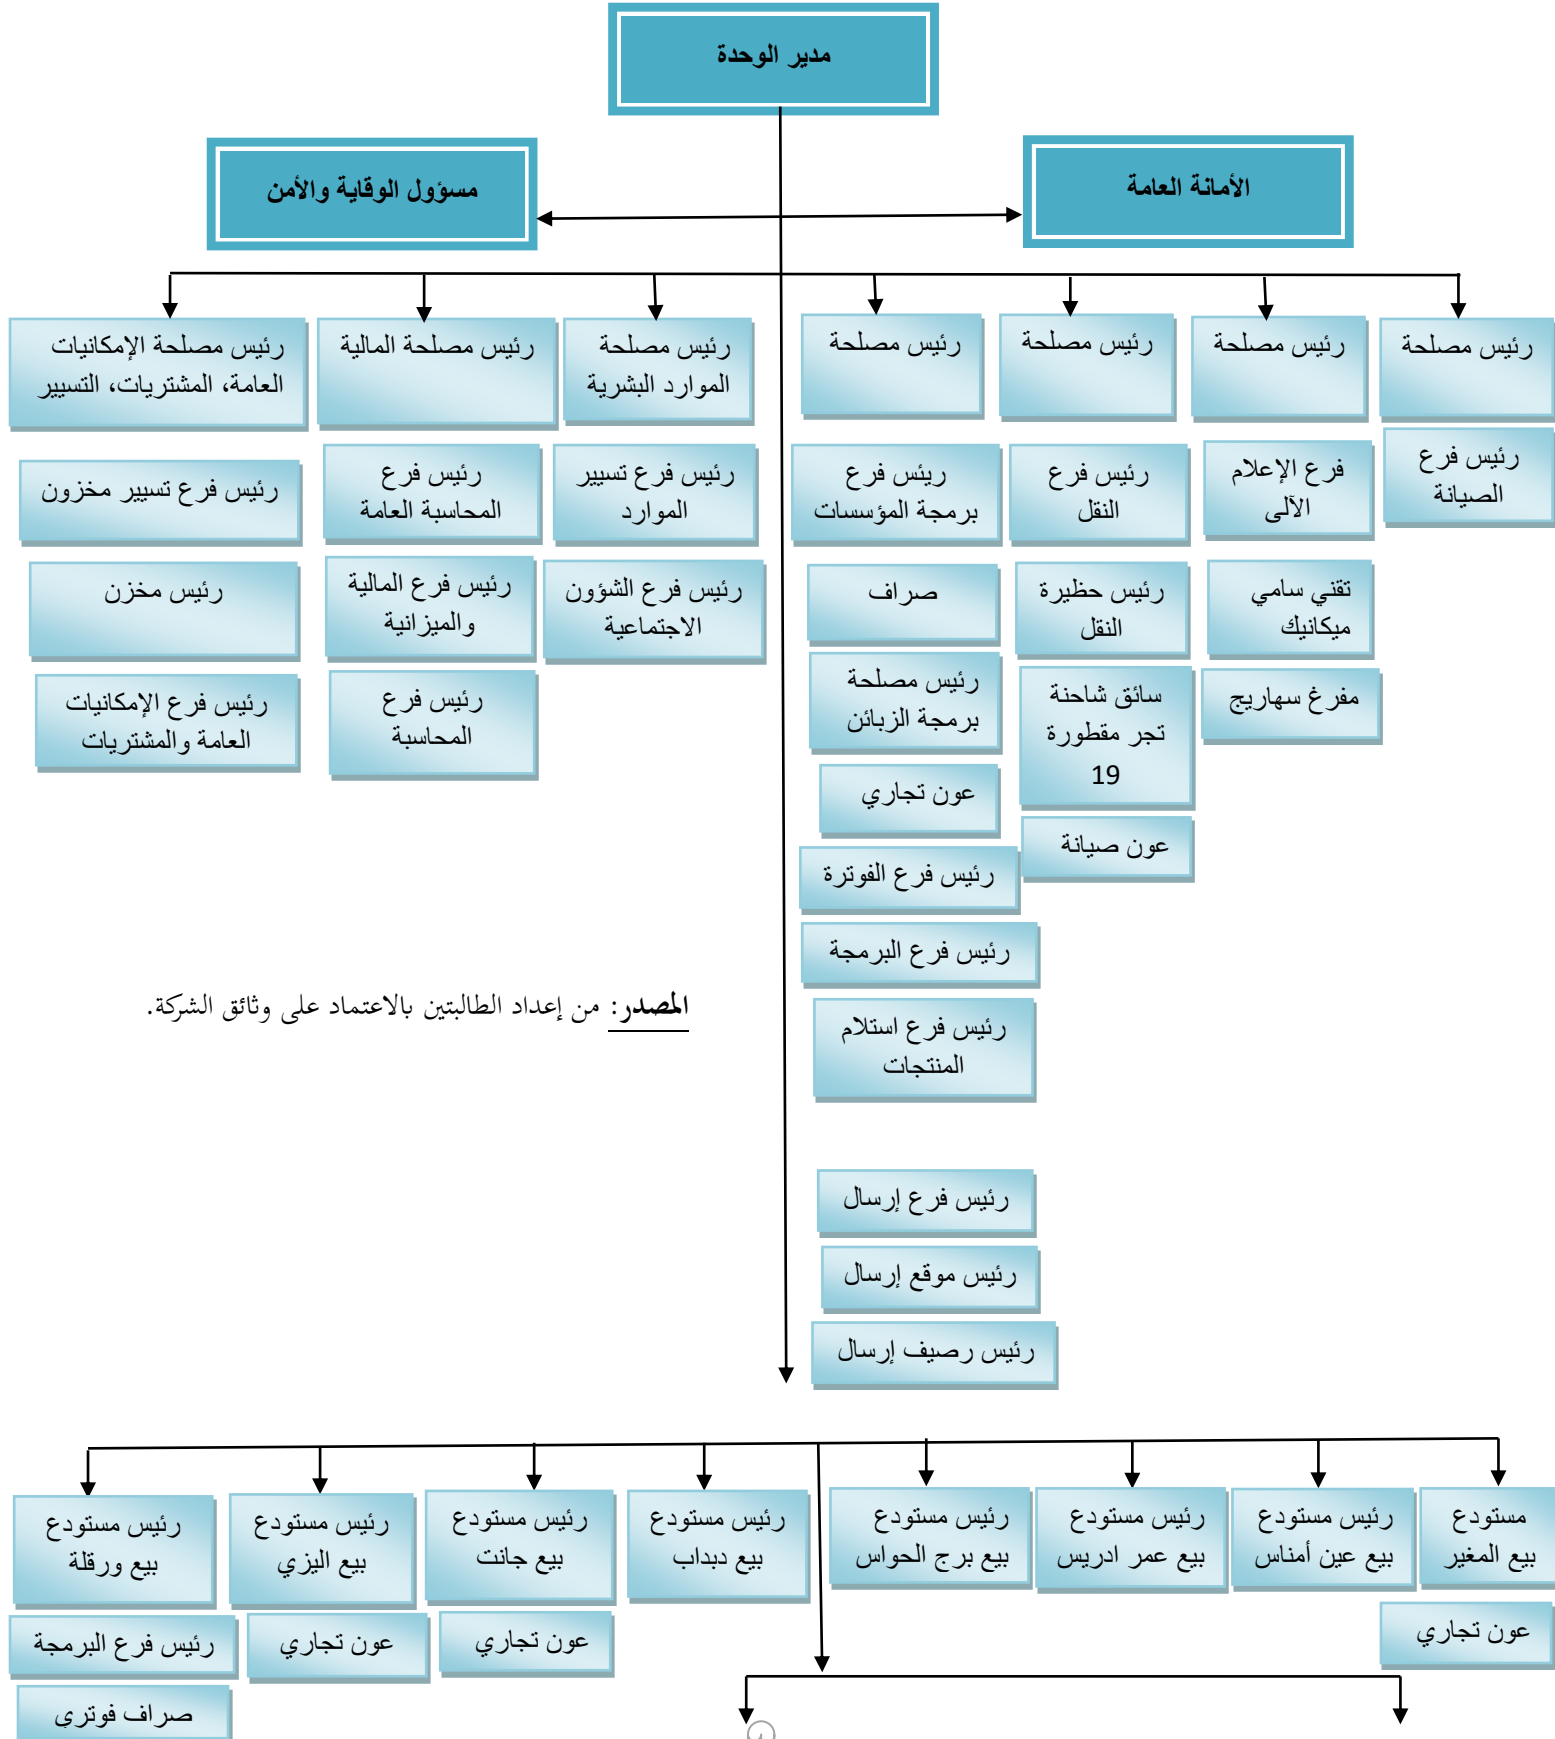 مدير الوحدة
الأمانة العامة
مسؤول الوقاية والأمن
رئيس مصلحة
رئيس مصلحة
رئيس مصلحة
رئيس مصلحة
رئيس مصلحة
الموارد البشرية
رئيس مصلحة المالية
رئيس مصلحة الإمكانيات
العامة، المشتريات، التسيير
رئيس فرع
الصيانة
فرع الإعلام
الآلى
رئيس فرع
النقل
ريئس فرع
برمجة المؤسسات
رئيس فرع تسيير
الموارد
رئيس فرع
المحاسبة العامة
رئيس فرع تسيير مخزون
تقني سامي
ميكانيك
رئيس حظيرة
النقل
صراف
رئيس فرع الشؤون
الاجتماعية
رئيس فرع المالية
والميزانية
رئيس مخزن
مفرغ سهاريج
سائق شاحنة
تجر مقطورة
19
رئيس مصلحة
برمجة الزبائن
رئيس فرع
المحاسبة
رئيس فرع الإمكانيات
العامة والمشتريات
عون تجاري
عون صيانة
رئيس فرع الفوترة
رئيس فرع البرمجة
المصدر: من إعداد الطالبتين بالاعتماد على وثائق الشركة.
رئيس فرع استلام
المنتجات
رئيس فرع إرسال
رئيس موقع إرسال
رئيس رصيف إرسال
مستودع
بيع المغير
رئيس مستودع
بيع عين أمناس
رئيس مستودع
بيع عمر ادريس
رئيس مستودع
بيع برج الحواس
رئيس مستودع
بيع دبداب
رئيس مستودع
بيع جانت
رئيس مستودع
بيع اليزي
رئيس مستودع
بيع ورقلة
عون تجاري
عون تجاري
عون تجاري
رئيس فرع البرمجة
صراف فوتري